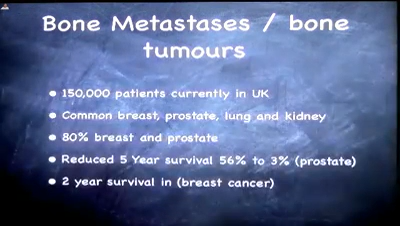 Bone Metastases / bone
tumours
150,000 patients currently in UK
Common breast, prostate, lung and kidney
80% breast and prostate
Reduced 5 Year survival 56% to 3% (prostate)
2 year survival in (breast cancer)